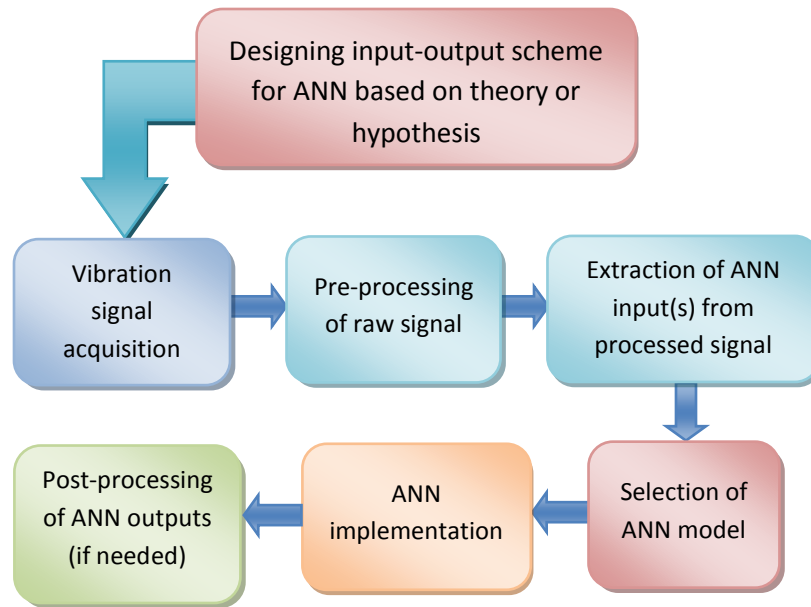 Designing input-output scheme
for ANN based on theory or
hypothesis
Vibration
signal
acquisition
Pre-processing
of raw signal
Extraction of ANN
input(s) from
processed signal
Selection of
ANN model
ANN
implementation
Post-processing
of ANN outputs
(if needed)